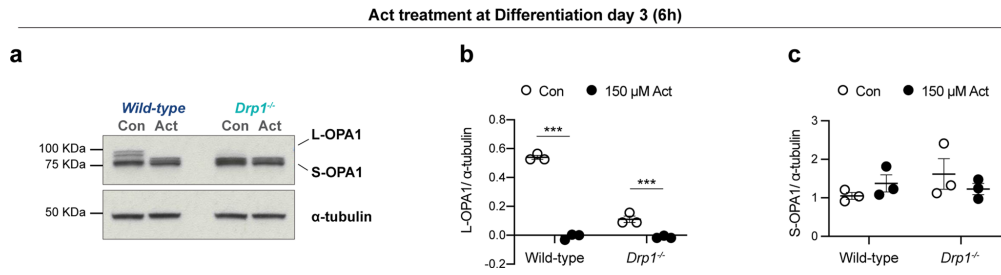 Act treatment at Differentiation day 3 (6h)
a
Wild-type Drp1-/-
Con Act Con Act
L-OPA1
100 KDa
75 KDa
S-OPA1
50 KDa
α-tubulin
b
Con 150 µM Act
L-OPA1/ α-tubulin
0.8
0.6
0.4
0.2
0.0
-0.2
***
***
Wild-type Drp1-/-
c
Con 150 µM Act
S-OPA1/ α-tubulin
3
2
1
0
Wild-type Drp1-/-